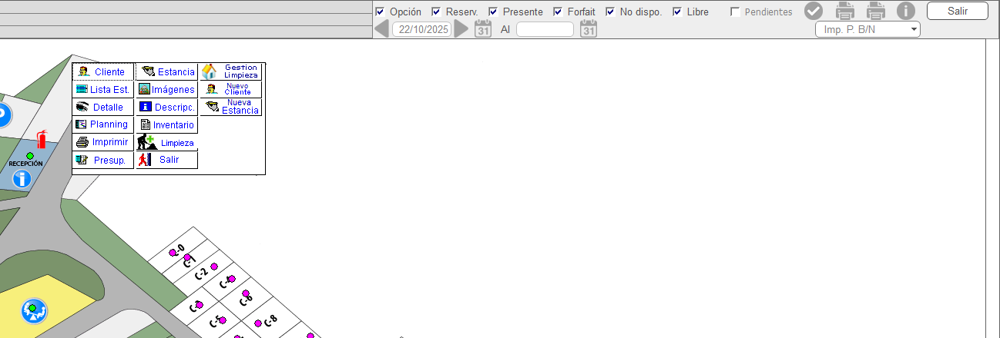 Opción Reserv. Presente Forfait No dispo. Libre Pendientes Salir
22/10/2025 31 Al 31 Imp. P. B/N
Cliente Estancia Gestion
Limpieza
Lista Est. Imágenes Nuevo
Cliente
Detalle Descripc. Nueva
Estancia
Planning Inventario
Imprimir Limpieza
Presup. Salir
P
RECEPCIÓN
i
C-0
C-1
C-2
C-4
C-6
C-3
C-5
C-8